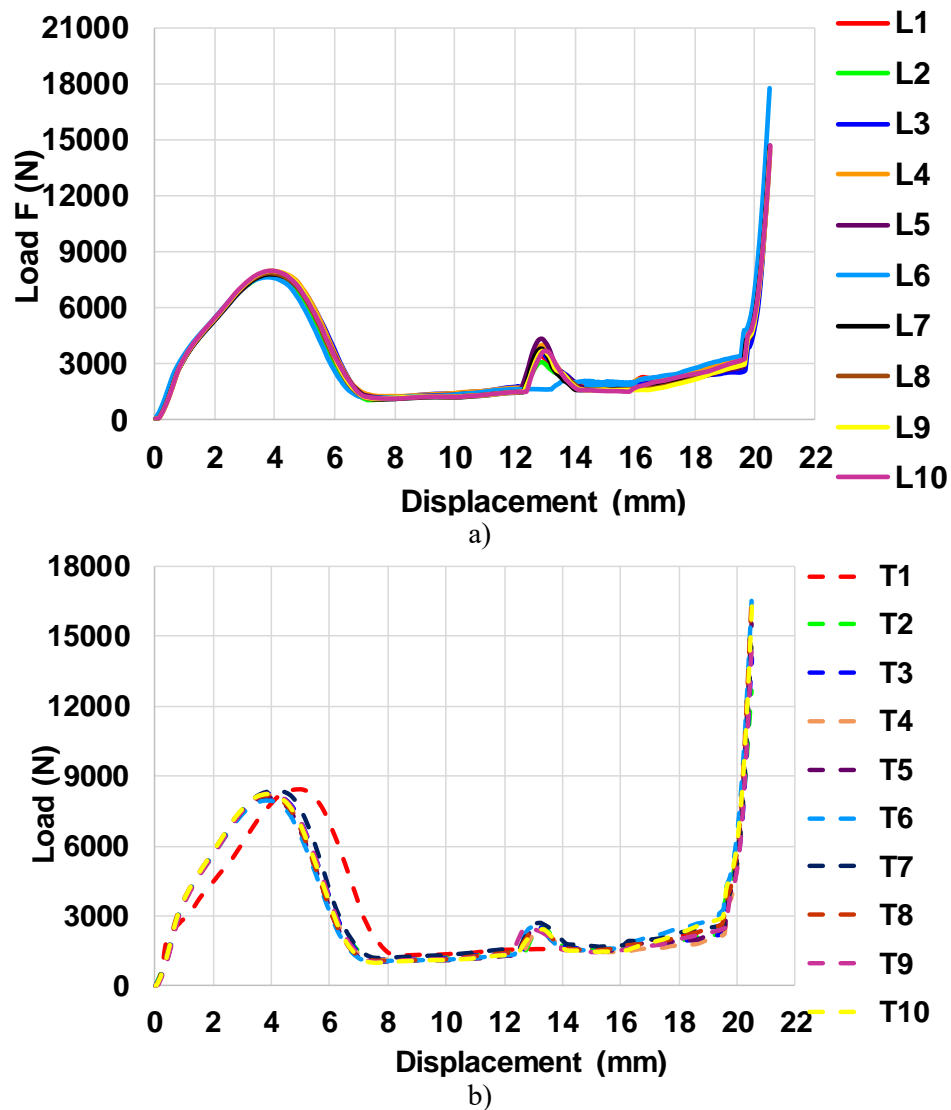 21000
18000
15000
12000
9000
6000
3000
0
Load F (N)
0 2 4 6 8 10 12 14 16 18 20 22
Displacement (mm)
L1
L2
L3
L4
L5
L6
L7
L8
L9
L10
a)
18000
15000
12000
9000
6000
3000
0
Load (N)
0 2 4 6 8 10 12 14 16 18 20 22
Displacement (mm)
T1
T2
T3
T4
T5
T6
T7
T8
T9
T10
b)